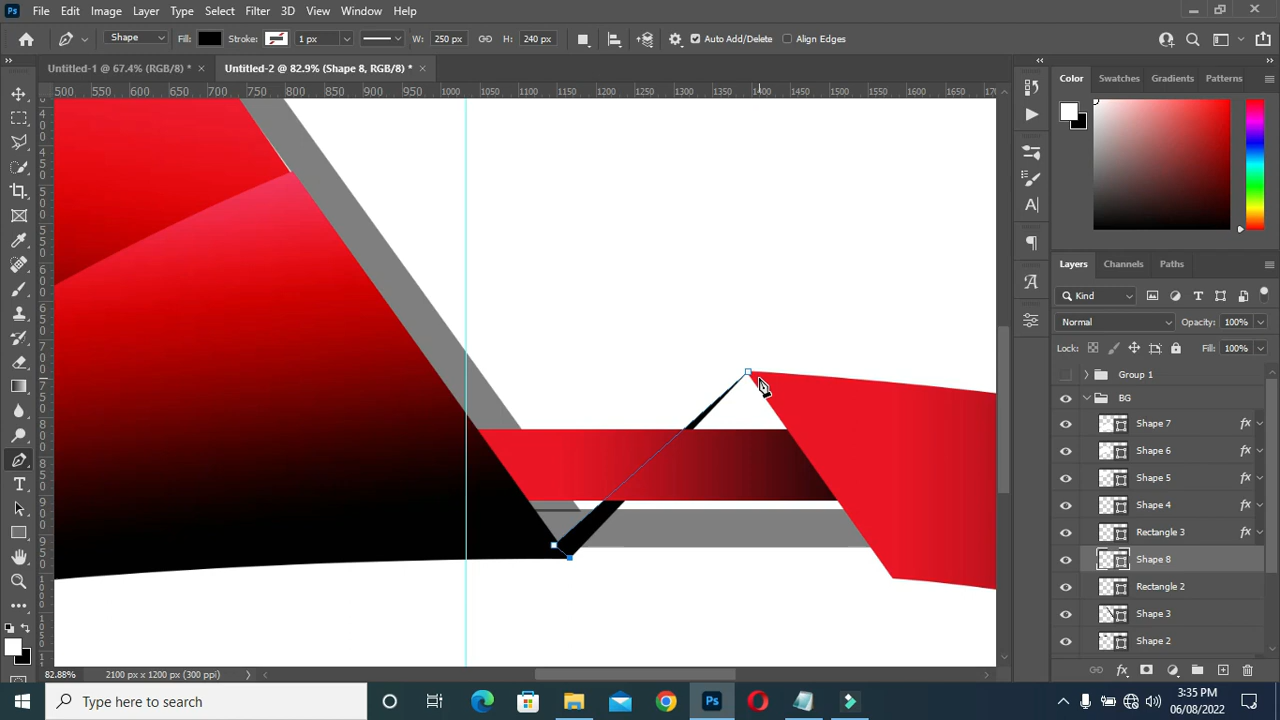 Ps File Edit Image Layer Type Select Filter 3D View Window Help
Shape Fill: Stroke: 1 px W: 250 px H: 240 px Auto Add/Delete Align Edges
Untitled-1 @ 67.4% (RGB/8) * × Untitled-2 @ 82.9% (Shape 8, RGB/8) * ×
500 550 600 650 700 750 800 850 900 950 1000 1050 1100 1150 1200 1250 1300 1350 1400 1450 1500 1550 1600 1650
Color Swatches Gradients Patterns
Layers Channels Paths
Kind
Normal Opacity: 100%
Lock: Fill: 100%
Group 1
BG
Shape 7 fx
Shape 6 fx
Shape 5 fx
Shape 4 fx
Rectangle 3 fx
Shape 8
Rectangle 2
Shape 3
Shape 2
82.88% 2100 px x 1200 px (300 ppi)
Type here to search
3:35 PM
06/08/2022